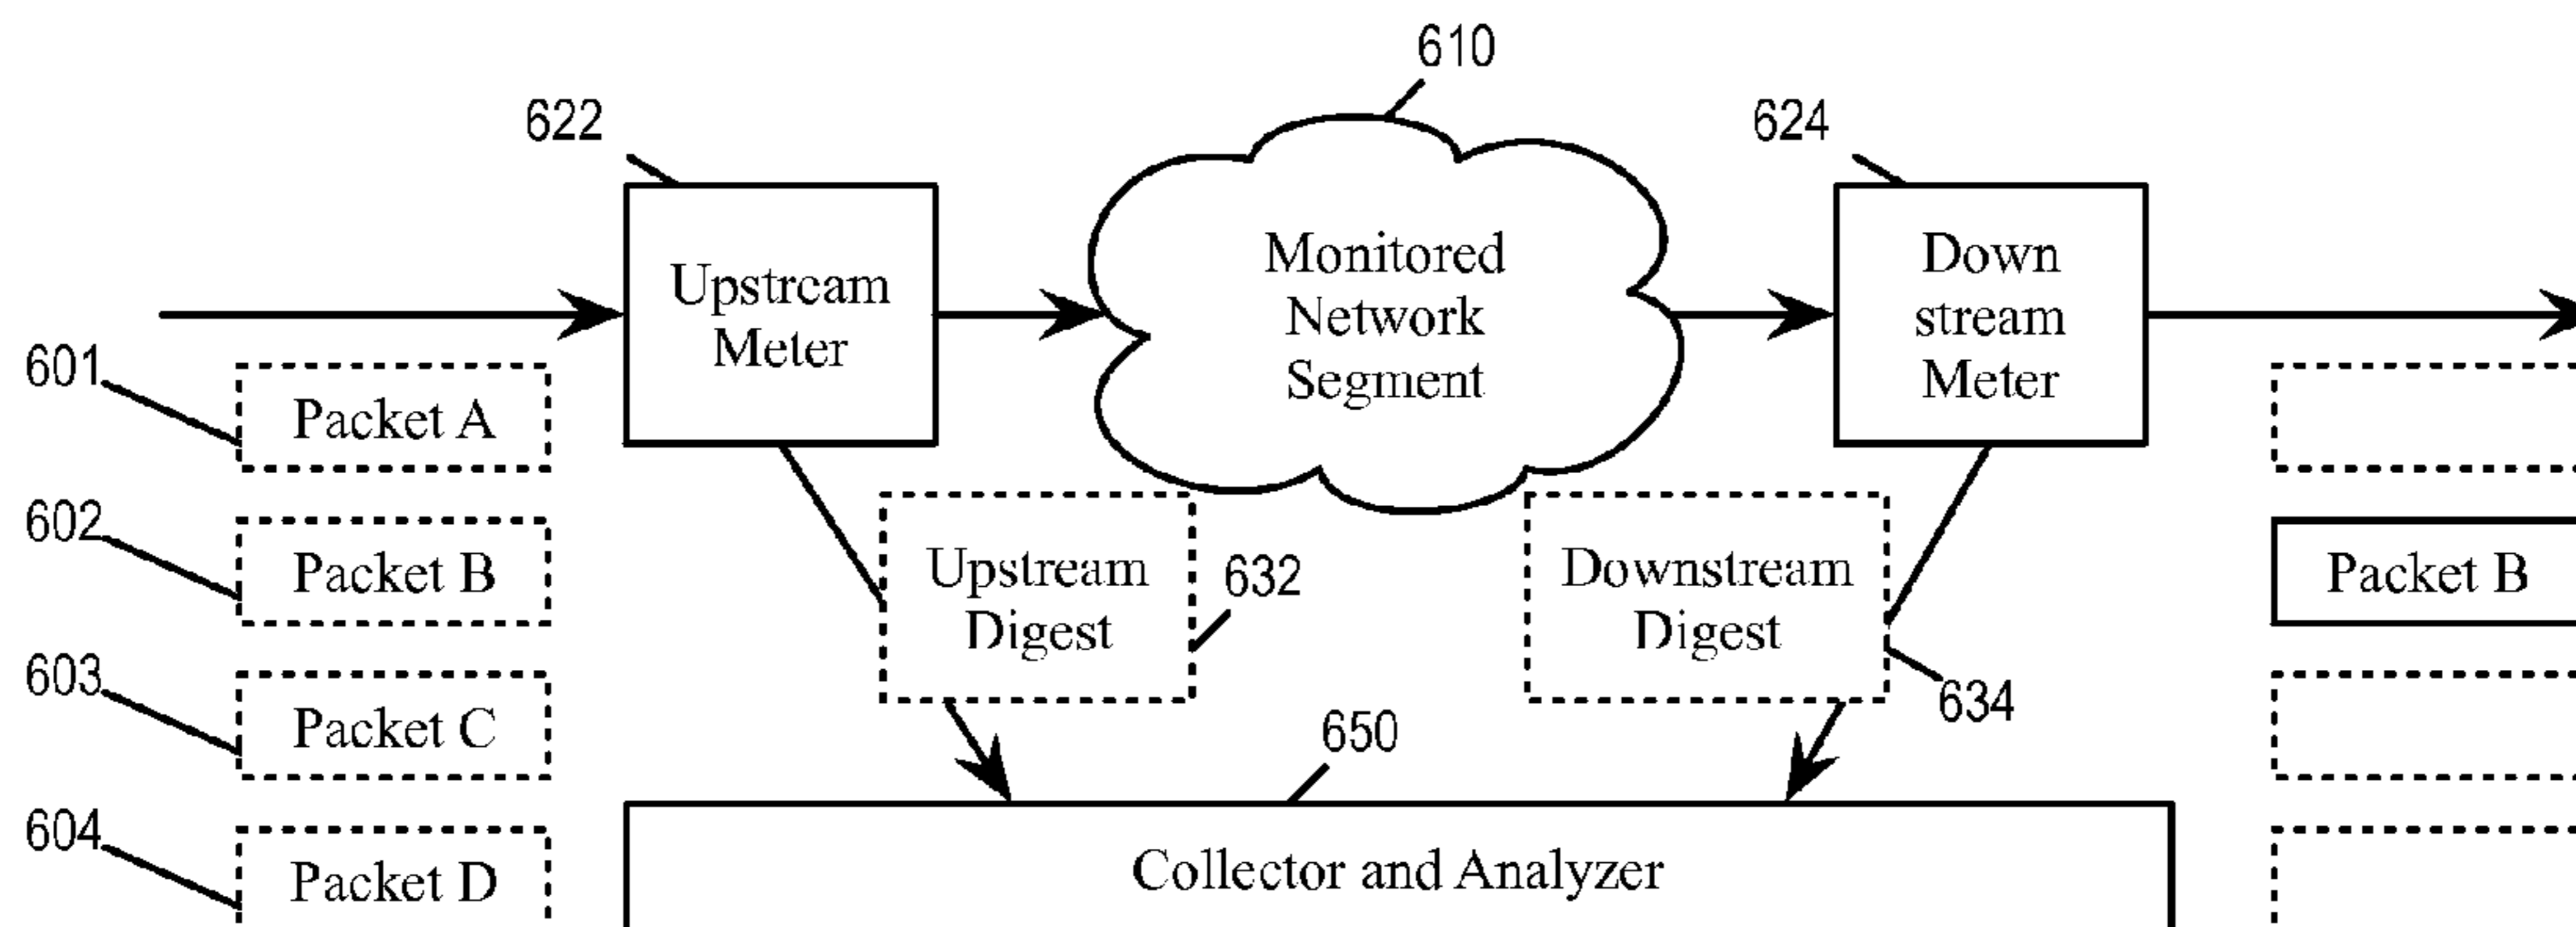 610
622
624
Upstream
Meter
Monitored
Network
Segment
Down
stream
Meter
601
Packet A
602
Packet B
603
Packet C
604
Packet D
Upstream
Digest
632
Downstream
Digest
634
Packet B
650
Collector and Analyzer